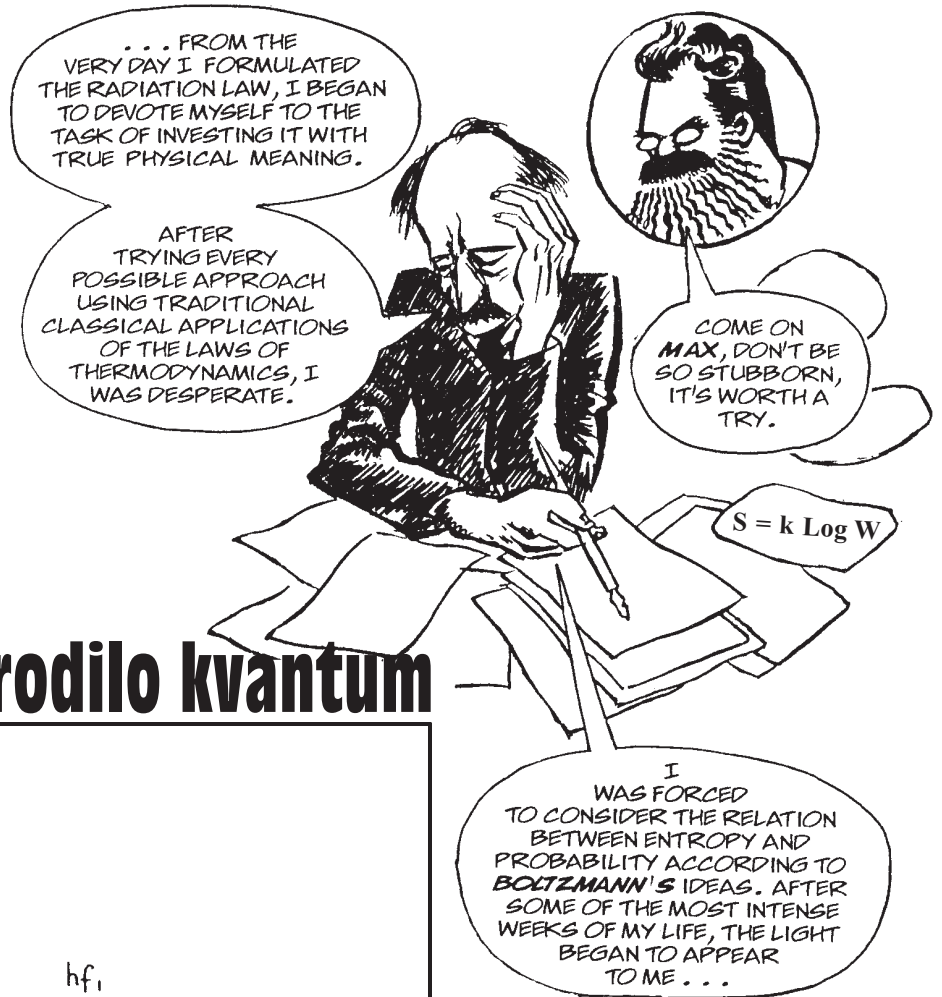 . . . FROM THE
VERY DAY I FORMULATED
THE RADIATION LAW, I BEGAN
TO DEVOTE MYSELF TO THE
TASK OF INVESTING IT WITH
TRUE PHYSICAL MEANING.
AFTER
TRYING EVERY
POSSIBLE APPROACH
USING TRADITIONAL
CLASSICAL APPLICATIONS
OF THE LAWS OF
THERMODYNAMICS, I
WAS DESPERATE.
COME ON
MAX, DON'T BE
SO STUBBORN,
IT'S WORTH A
TRY.
S = k Log W
rodilo kvantum
I
WAS FORCED
TO CONSIDER THE RELATION
BETWEEN ENTROPY AND
PROBABILITY ACCORDING TO
BOLTZMANN'S IDEAS. AFTER
SOME OF THE MOST INTENSE
WEEKS OF MY LIFE, THE LIGHT
BEGAN TO APPEAR
TO ME . . .
hf,